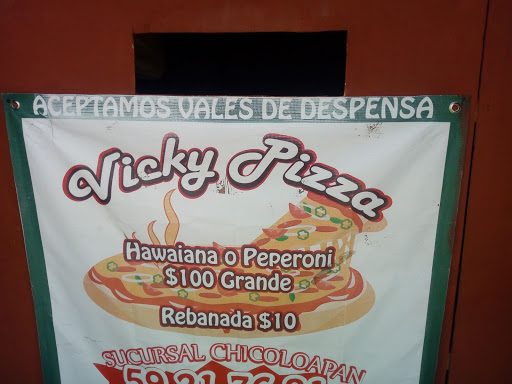 ACEPTAMOS VALES DE DESPENSA
Vicky Pizza
Hawaiana o Peperoni
$100 Grande
Rebanada $10
SUCURSAL CHICOLOAPAN